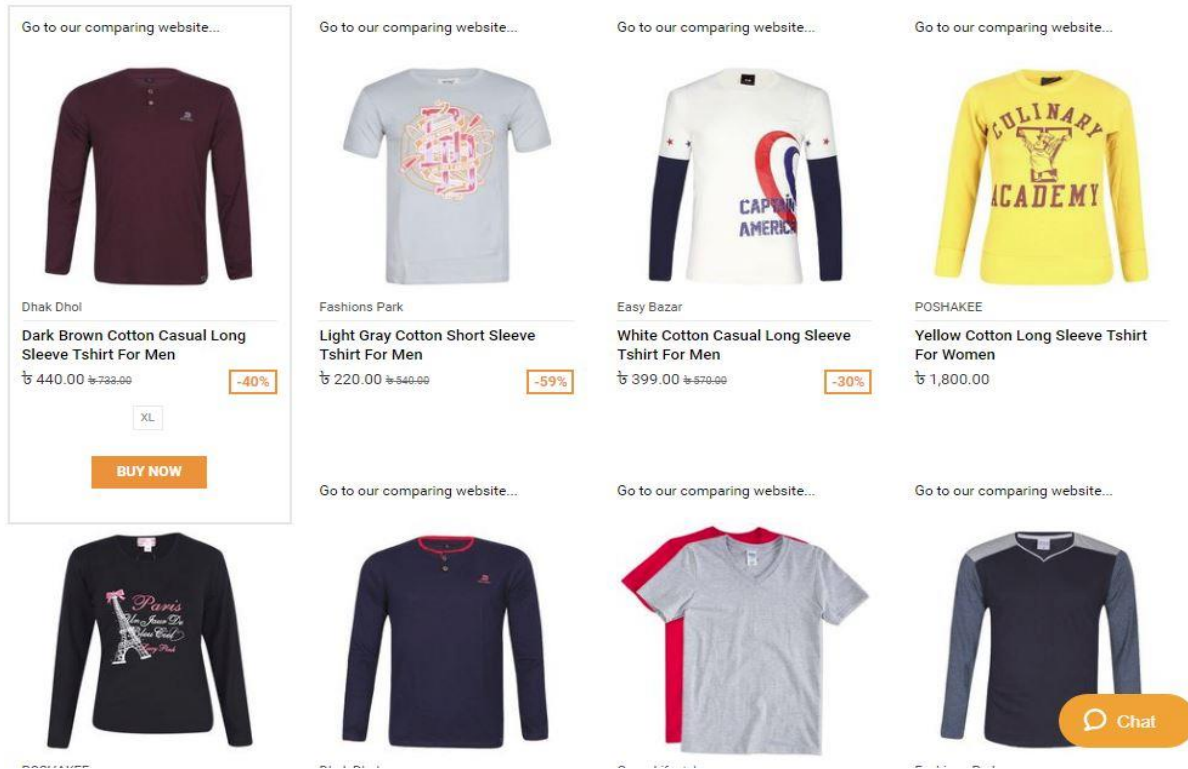 Go to our comparing website...
Go to our comparing website...
Go to our comparing website...
Go to our comparing website...
CULINARY
ACADEMY
CAPTAIN
AMERICA
Dhak Dhol
Fashions Park
Easy Bazar
POSHAKEE
Dark Brown Cotton Casual Long
Sleeve Tshirt For Men
Light Gray Cotton Short Sleeve
Tshirt For Men
White Cotton Casual Long Sleeve
Tshirt For Men
Yellow Cotton Long Sleeve Tshirt
For Women
৳ 440.00 ৳ 733.00 -40%
৳ 220.00 ৳ 540.00 -59%
৳ 399.00 ৳ 570.00 -30%
৳ 1,800.00
XL
BUY NOW
Go to our comparing website...
Go to our comparing website...
Go to our comparing website...
Paris
Chat